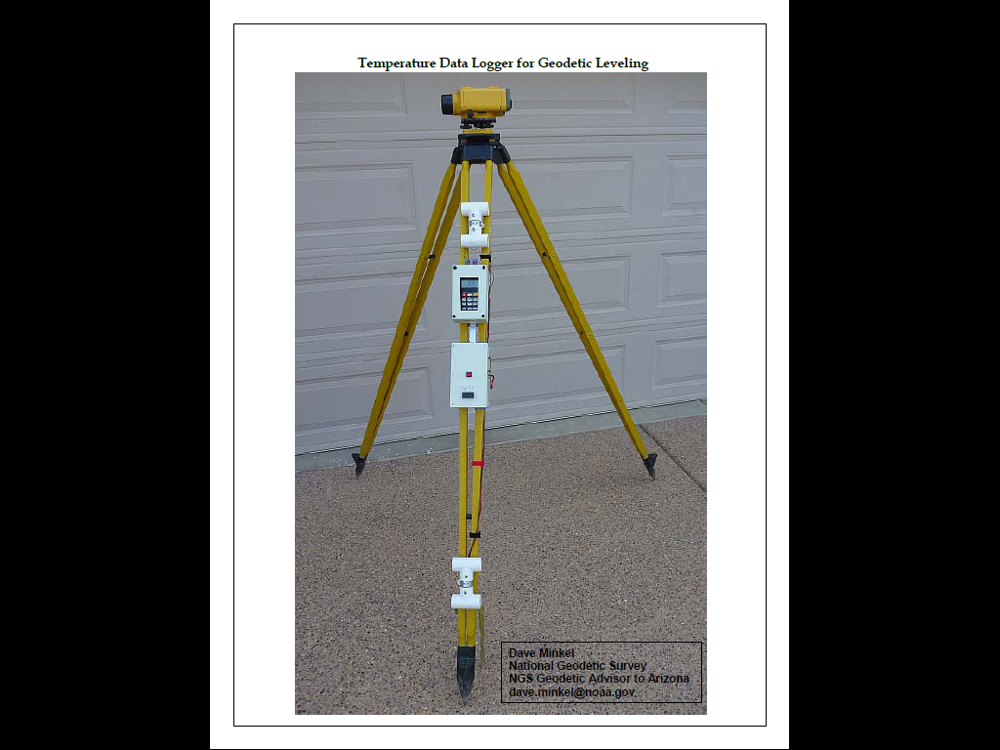 Temperature Data Logger for Geodetic Leveling
Dave Minkel
National Geodetic Survey
NGS Geodetic Advisor to Arizona
dave.minkel@noaa.gov